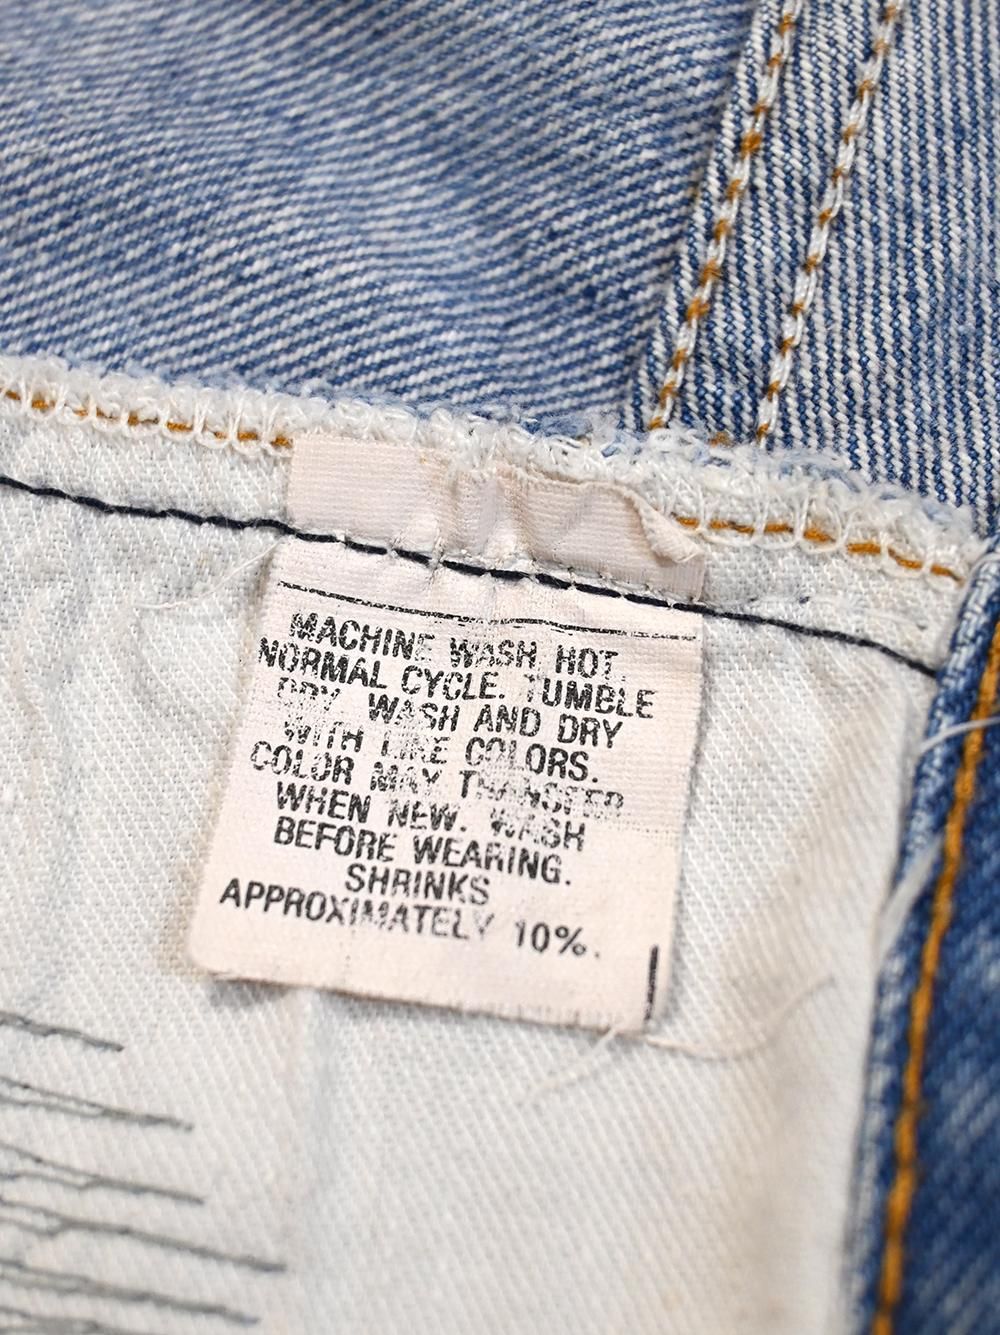 MACHINE WASH HOT.
NORMAL CYCLE. TUMBLE
DRY. WASH AND DRY
WITH LIKE COLORS.
COLOR MAY TRANSFER
WHEN NEW. WASH
BEFORE WEARING.
SHRINKS
APPROXIMATELY 10%.